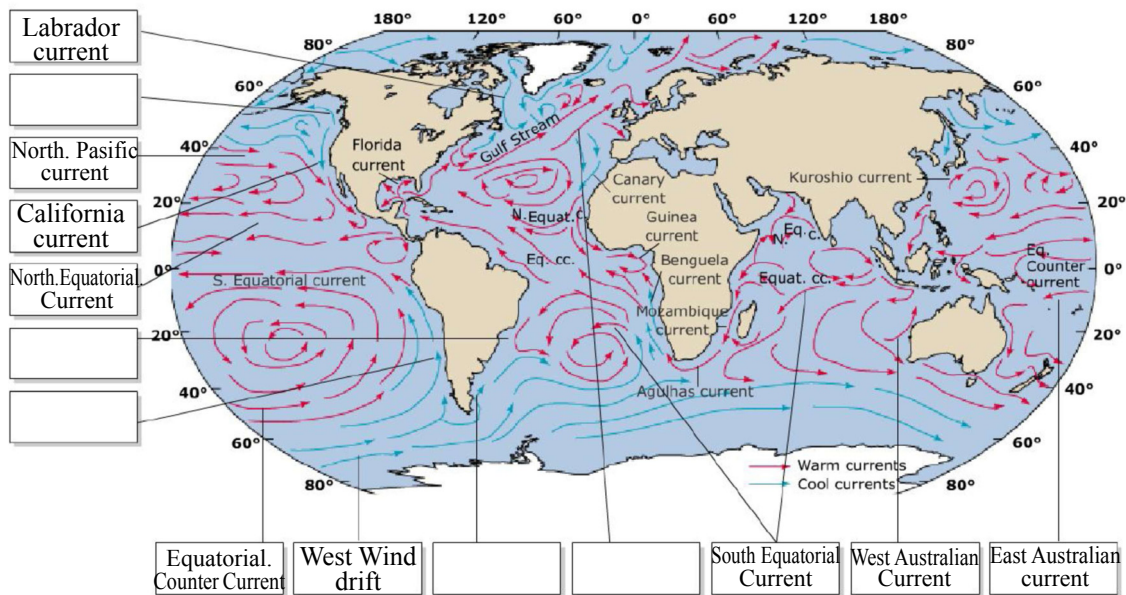 180° 120° 60° 0° 60° 120° 180°
80° 80°
60° 60°
40° 40°
20° 20°
0° 0°
20° 20°
40° 40°
60° 60°
80° 80°
Labrador
current
North. Pasific
current
California
current
North.Equatorial
Current
Florida
current
Gulf Stream
Canary
current
N.Equat.c.
Guinea
current
Eq. cc.
Benguela
current
S. Equatorial current
Mozambique
current
Agulhas current
Kuroshio current
N. Eq. c.
Equat. cc.
Eq.
Counter
current
Warm currents
Cool currents
Equatorial.
Counter Current
West Wind
drift
South Equatorial
Current
West Australian
Current
East Australian
current